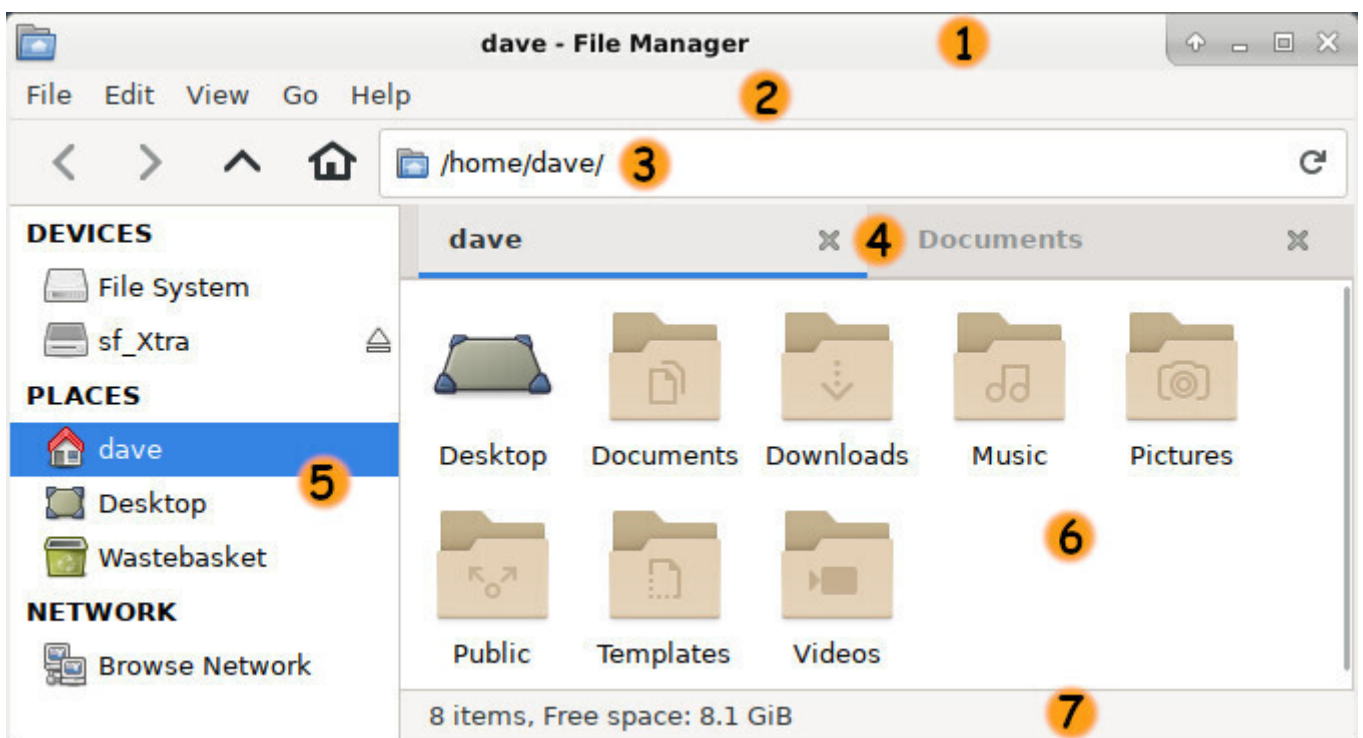 dave - File Manager 1
File Edit View Go Help 2
/home/dave/ 3
DEVICES
File System
sf_Xtra
PLACES
dave
Desktop
Wastebasket
NETWORK
Browse Network
5
dave 4 Documents
Desktop Documents Downloads Music Pictures
6
Public Templates Videos
8 items, Free space: 8.1 GiB 7